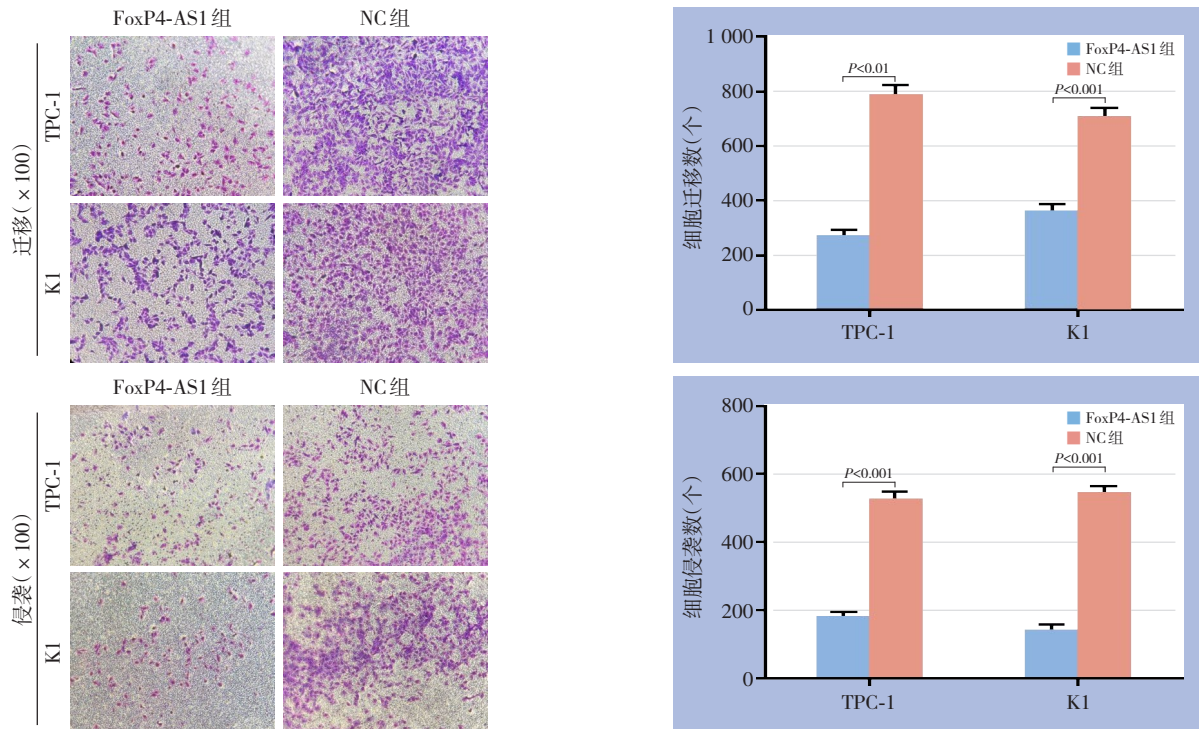 FoxP4-AS1组 NC组
迁移(×100)
TPC-1
K1
FoxP4-AS1组 NC组
侵袭(×100)
TPC-1
K1
细胞迁移数(个)
1 000
800
600
400
200
0
FoxP4-AS1组
NC组
P<0.01
P<0.001
TPC-1 K1
细胞侵袭数(个)
800
600
400
200
0
FoxP4-AS1组
NC组
P<0.001
P<0.001
TPC-1 K1